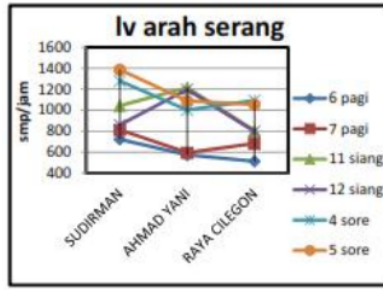 lv arah serang
smp/jam
1600
1400
1200
1000
800
600
400
SUDIRMAN
AHMAD YANI
RAYA CILEGON
6 pagi
7 pagi
11 siang
12 siang
4 sore
5 sore